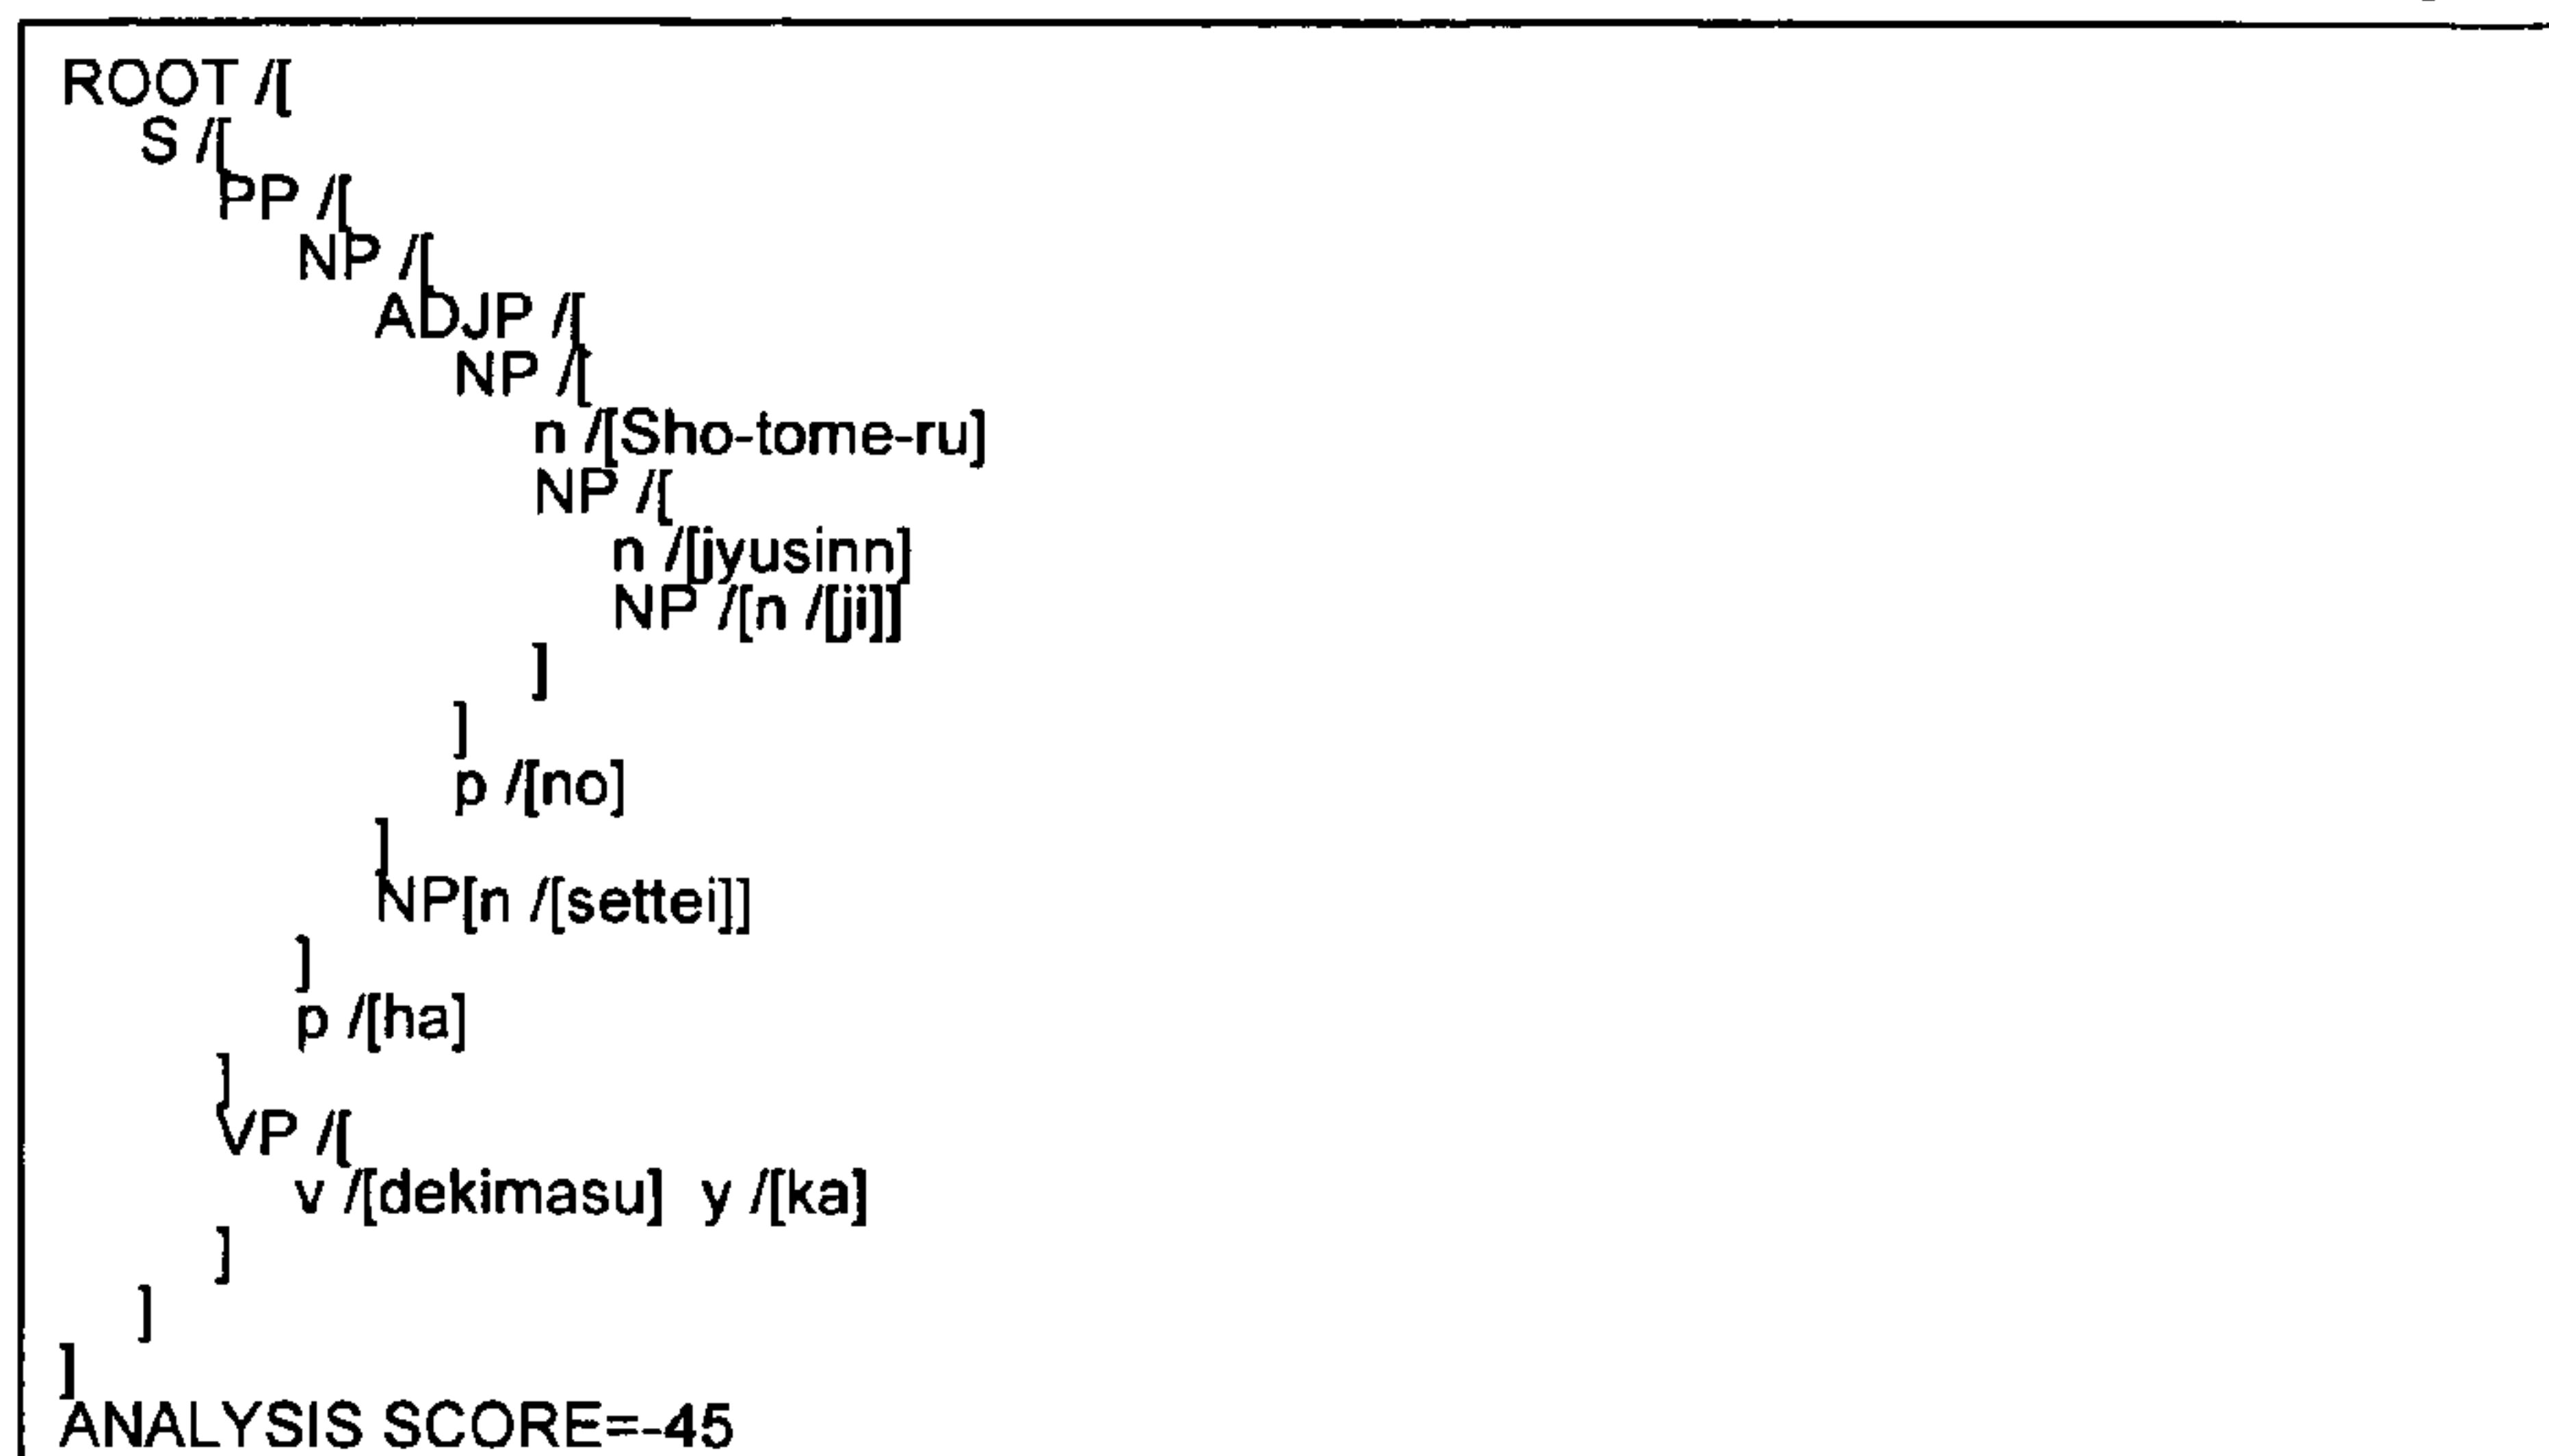 ROOT /[
S /[
PP /[
NP /[
ADJP /[
NP /[
n /[Sho-tome-ru]
NP /[
n /[jyusinn]
NP /[n /[ji]]
]
]
p /[no]
]
NP[n /[settei]]
]
p /[ha]
]
VP /[
v /[dekimasu] y /[ka]
]
]
]
ANALYSIS SCORE=-45